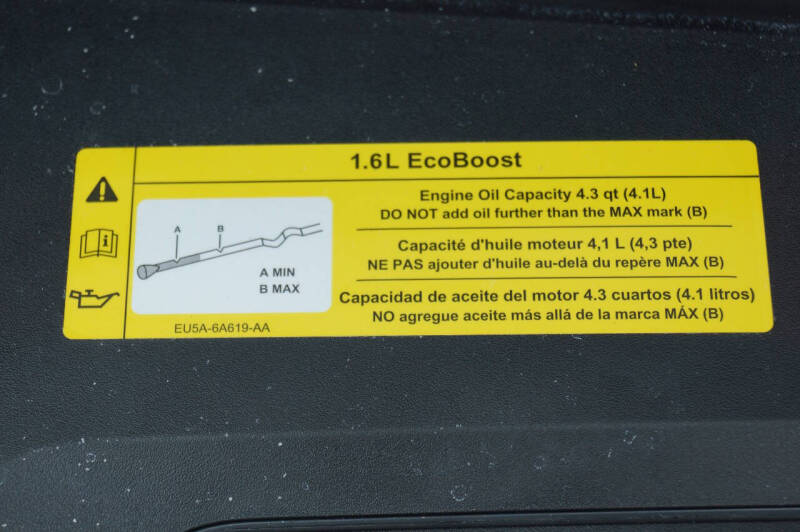 1.6L EcoBoost
A
B
A MIN
B MAX
EU5A-6A619-AA
Engine Oil Capacity 4.3 qt (4.1L)
DO NOT add oil further than the MAX mark (B)
Capacité d'huile moteur 4,1 L (4,3 pte)
NE PAS ajouter d'huile au-delà du repère MAX (B)
Capacidad de aceite del motor 4.3 cuartos (4.1 litros)
NO agregue aceite más allá de la marca MÁX (B)